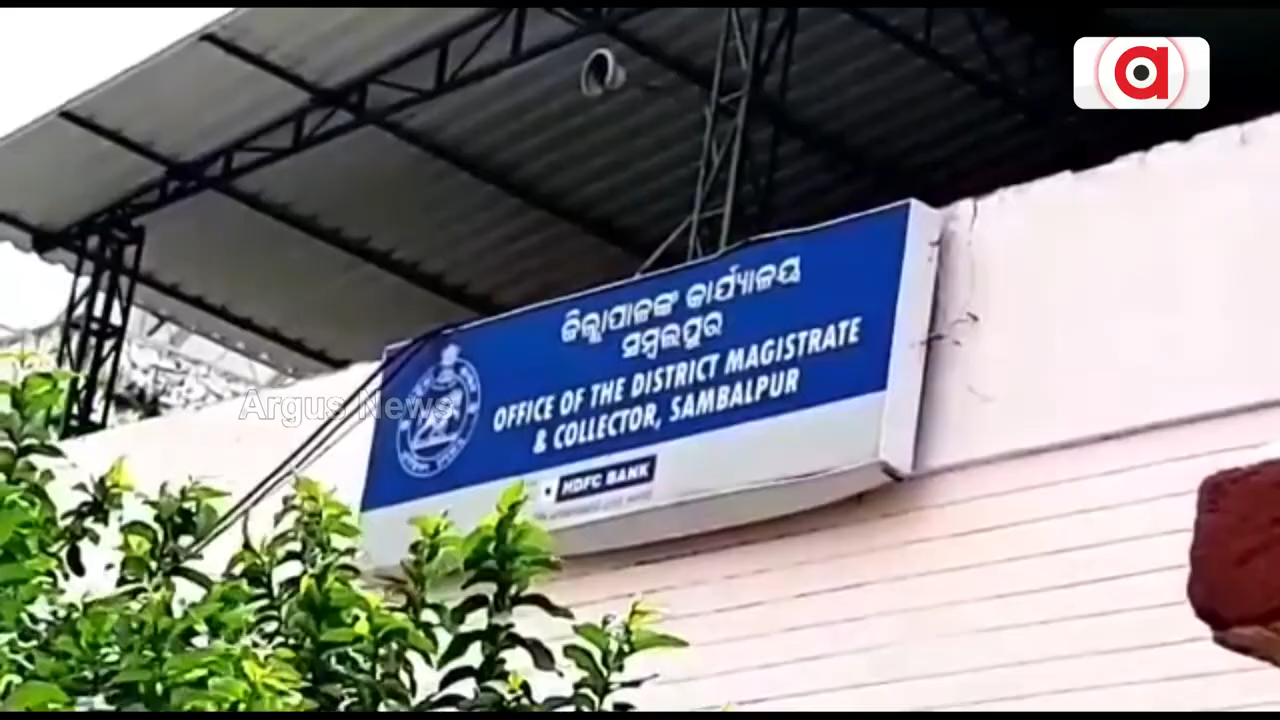 ଜିଲ୍ଲାପାଳଙ୍କ କାର୍ଯ୍ୟାଳୟ
ସମ୍ବଲପୁର
OFFICE OF THE DISTRICT MAGISTRATE
& COLLECTOR, SAMBALPUR
HDFC BANK
Argus News
a